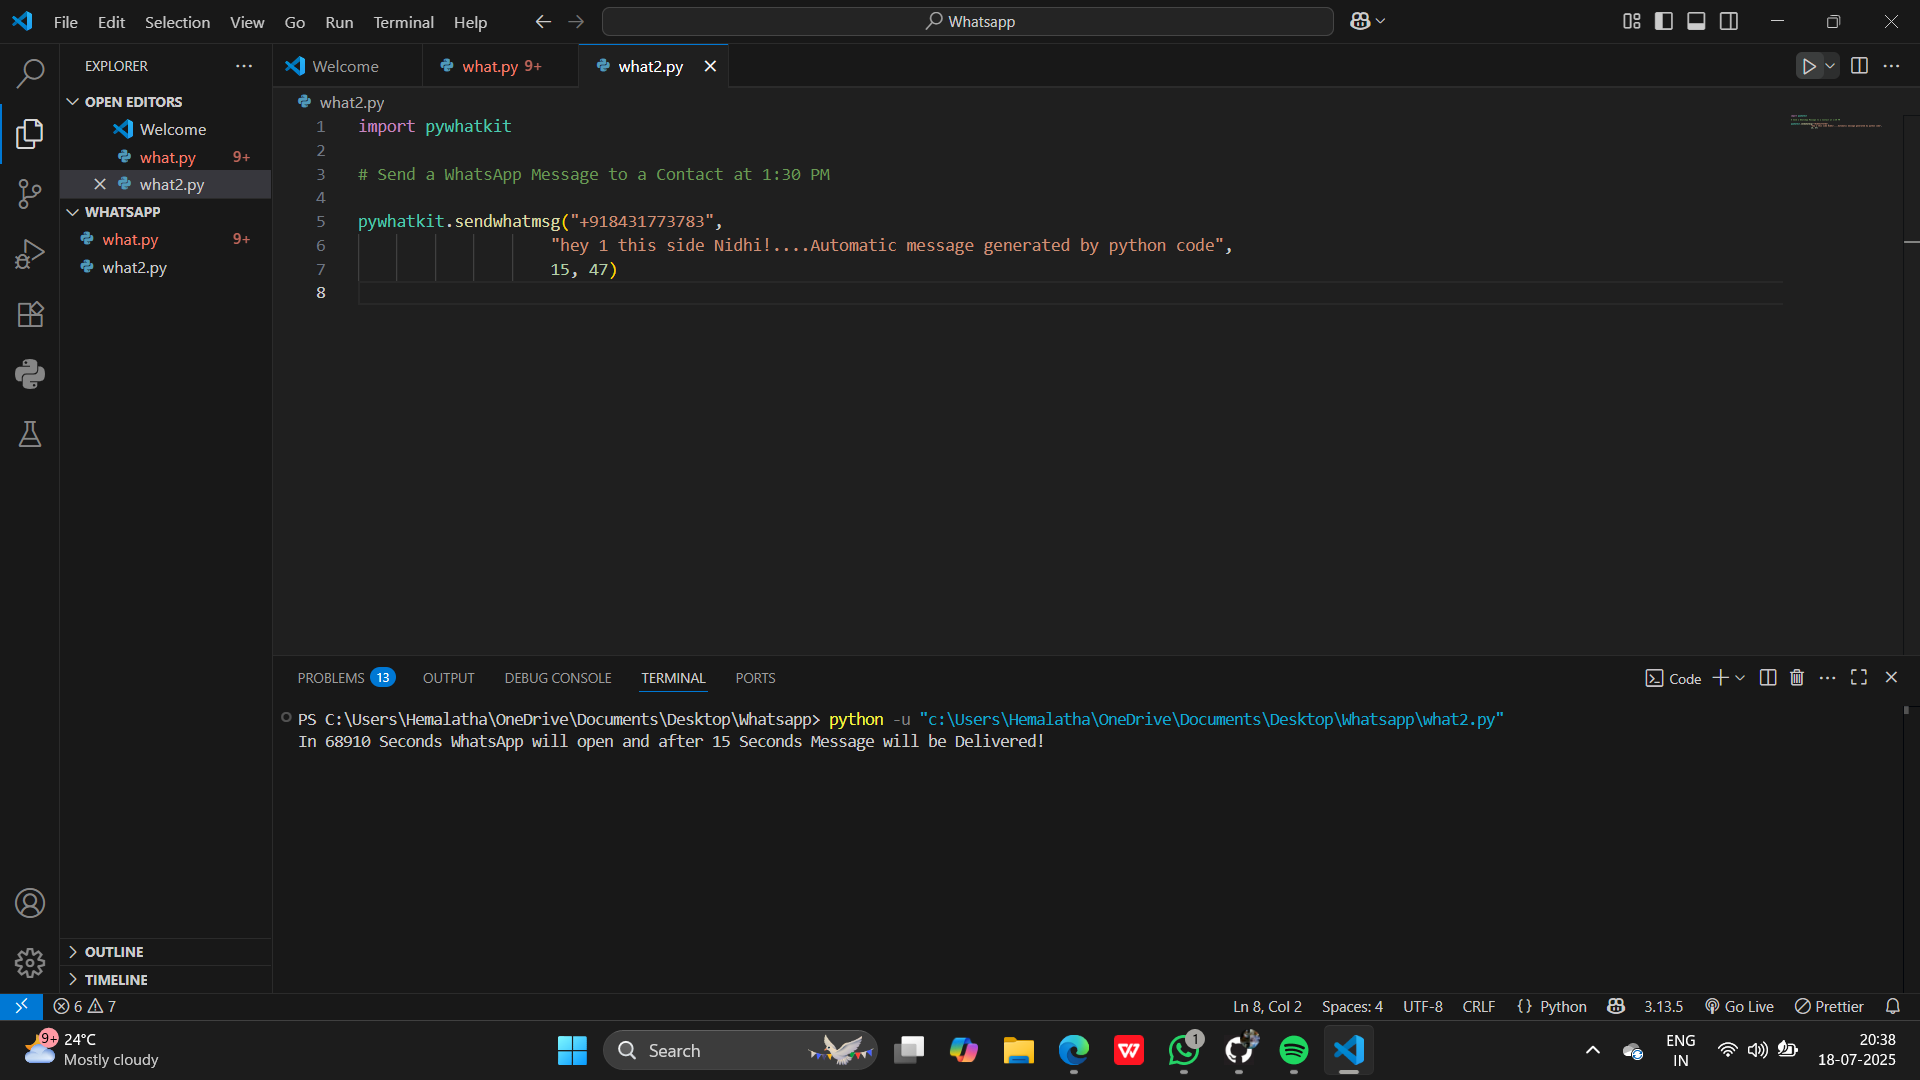 File Edit Selection View Go Run Terminal Help
Whatsapp
EXPLORER
OPEN EDITORS
Welcome
what.py 9+
what2.py
WHATSAPP
what.py 9+
what2.py
OUTLINE
TIMELINE
Welcome what.py 9+ what2.py
what2.py
1 import pywhatkit
2
3 # Send a WhatsApp Message to a Contact at 1:30 PM
4
5 pywhatkit.sendwhatmsg("+918431773783",
6 "hey 1 this side Nidhi!....Automatic message generated by python code",
7 15, 47)
8
PROBLEMS 13 OUTPUT DEBUG CONSOLE TERMINAL PORTS
Code
PS C:\Users\Hemalatha\OneDrive\Documents\Desktop\Whatsapp> python -u "c:\Users\Hemalatha\OneDrive\Documents\Desktop\Whatsapp\what2.py"
In 68910 Seconds WhatsApp will open and after 15 Seconds Message will be Delivered!
6 7
Ln 8, Col 2 Spaces: 4 UTF-8 CRLF {} Python 3.13.5 Go Live Prettier
9+ 24°C
Mostly cloudy
Search
W
1
ENG
IN
20:38
18-07-2025